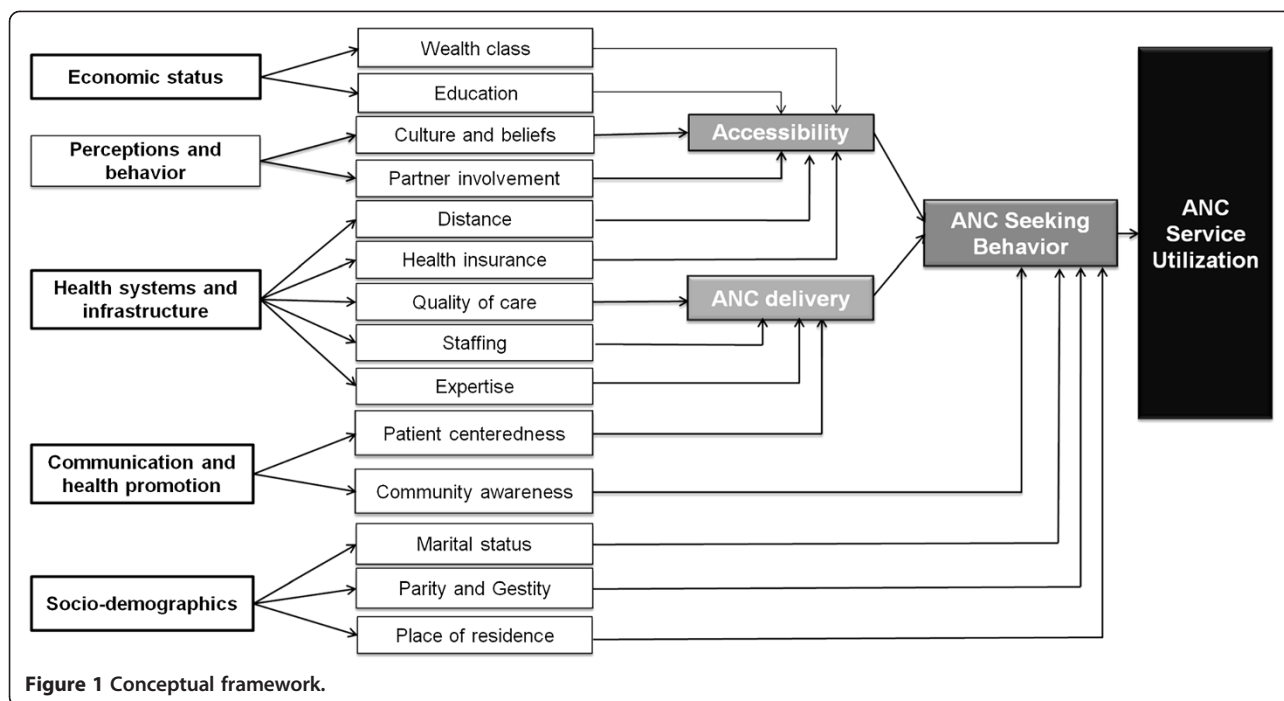 Economic status
Perceptions and
behavior
Health systems and
infrastructure
Communication and
health promotion
Socio-demographics
Wealth class
Education
Culture and beliefs
Partner involvement
Distance
Health insurance
Quality of care
Staffing
Expertise
Patient centeredness
Community awareness
Marital status
Parity and Gestity
Place of residence
Accessibility
ANC delivery
ANC Seeking
Behavior
ANC
Service
Utilization
Figure 1 Conceptual framework.